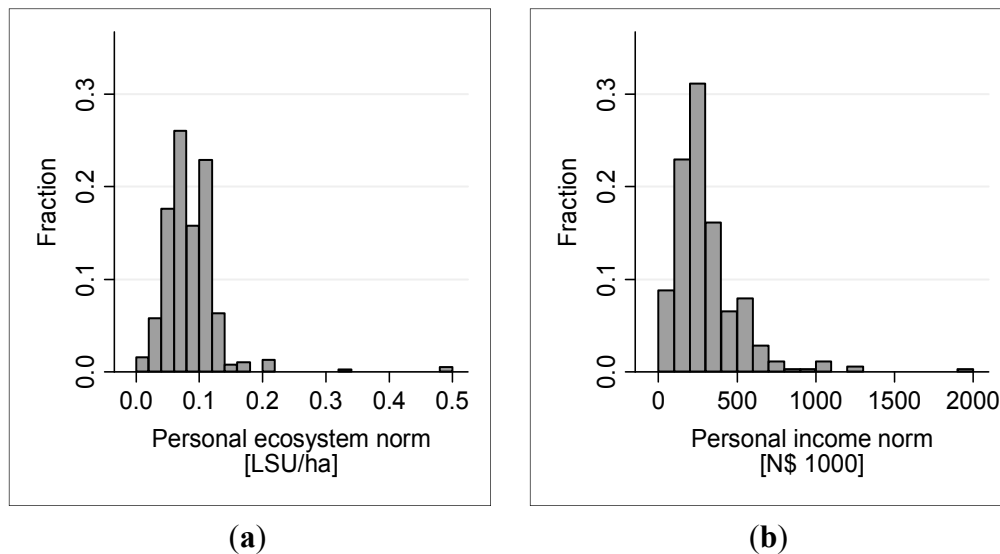 Fraction
0.0 0.1 0.2 0.3
0.0 0.1 0.2 0.3 0.4 0.5
Personal ecosystem norm
[LSU/ha]
(a)
Fraction
0.0 0.1 0.2 0.3
0 500 1000 1500 2000
Personal income norm
[N$ 1000]
(b)